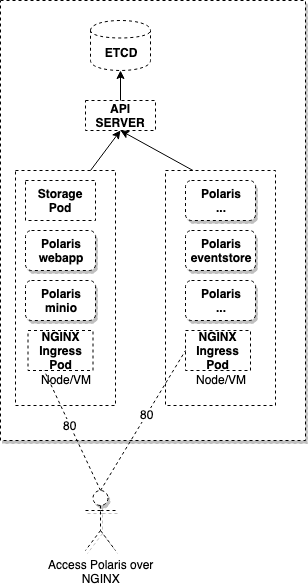 ETCD
API
SERVER
Storage
Pod
Polaris
webapp
Polaris
minio
NGINX
Ingress
Pod
Node/VM
Polaris
...
Polaris
eventstore
Polaris
...
NGINX
Ingress
Pod
Node/VM
80
80
Access Polaris over
NGINX